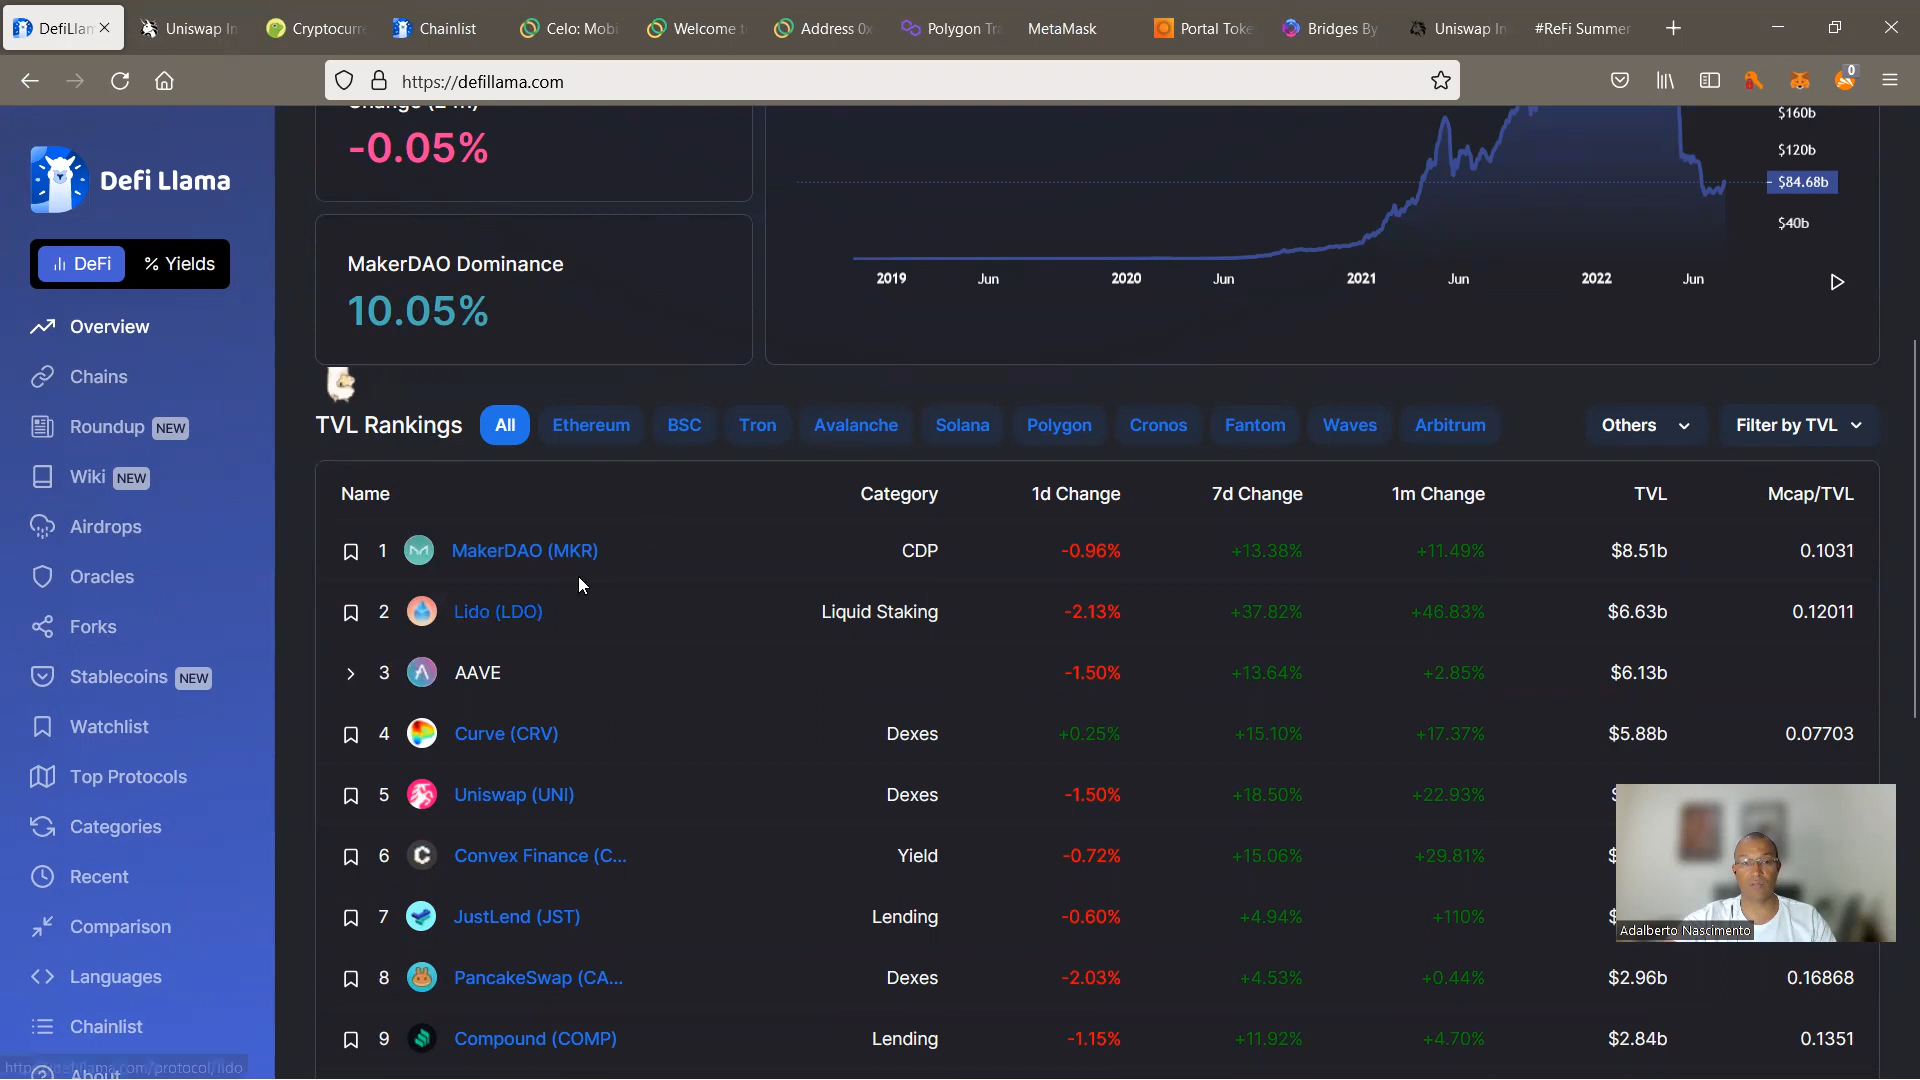 DefiLlam
Uniswap In
Cryptocurre
Chainlist
Celo: Mobi
Welcome t
Address 0x
Polygon Tra
MetaMask
Portal Toke
Bridges By
Uniswap In
#ReFi Summer
https://defillama.com
0
Defi Llama
DeFi
% Yields
Overview
Chains
Roundup NEW
Wiki NEW
Airdrops
Oracles
Forks
Stablecoins NEW
Watchlist
Top Protocols
Categories
Recent
Comparison
Languages
Chainlist
About
-0.05%
MakerDAO Dominance
10.05%
$160b
$120b
$84.68b
$40b
2019 Jun 2020 Jun 2021 Jun 2022 Jun
TVL Rankings All Ethereum BSC Tron Avalanche Solana Polygon Cronos Fantom Waves Arbitrum Others Filter by TVL
Name Category 1d Change 7d Change 1m Change TVL Mcap/TVL
1 MakerDAO (MKR) CDP -0.96% +13.38% +11.49% $8.51b 0.1031
2 Lido (LDO) Liquid Staking -2.13% +37.82% +46.83% $6.63b 0.12011
3 AAVE -1.50% +13.64% +2.85% $6.13b
4 Curve (CRV) Dexes +0.25% +15.10% +17.37% $5.88b 0.07703
5 Uniswap (UNI) Dexes -1.50% +18.50% +22.93%
6 Convex Finance (C... Yield -0.72% +15.06% +29.81%
7 JustLend (JST) Lending -0.60% +4.94% +110%
8 PancakeSwap (CA... Dexes -2.03% +4.53% +0.44% $2.96b 0.16868
9 Compound (COMP) Lending -1.15% +11.92% +4.70% $2.84b 0.1351
Adalberto Nascimento